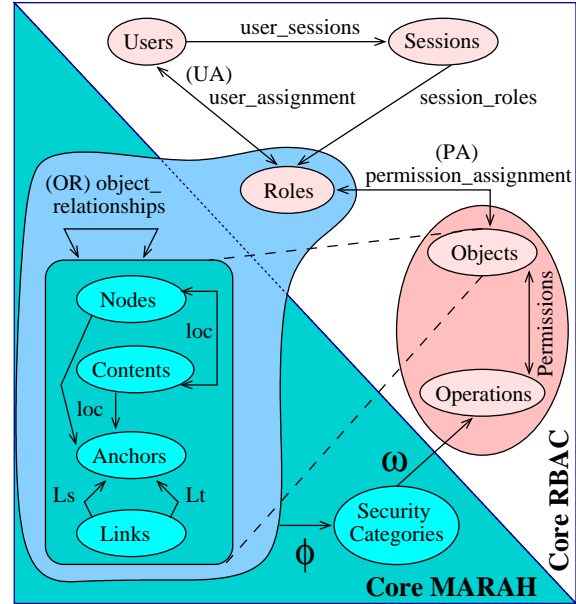 Users
user_sessions
Sessions
(UA)
user_assignment
session_roles
(PA)
permission_assignment
Roles
(OR) object_
relationships
Objects
Permissions
Operations
Nodes
loc
Contents
loc
Anchors
Ls
Lt
Links
ω
Security
Categories
ϕ
Core RBAC
Core MARAH